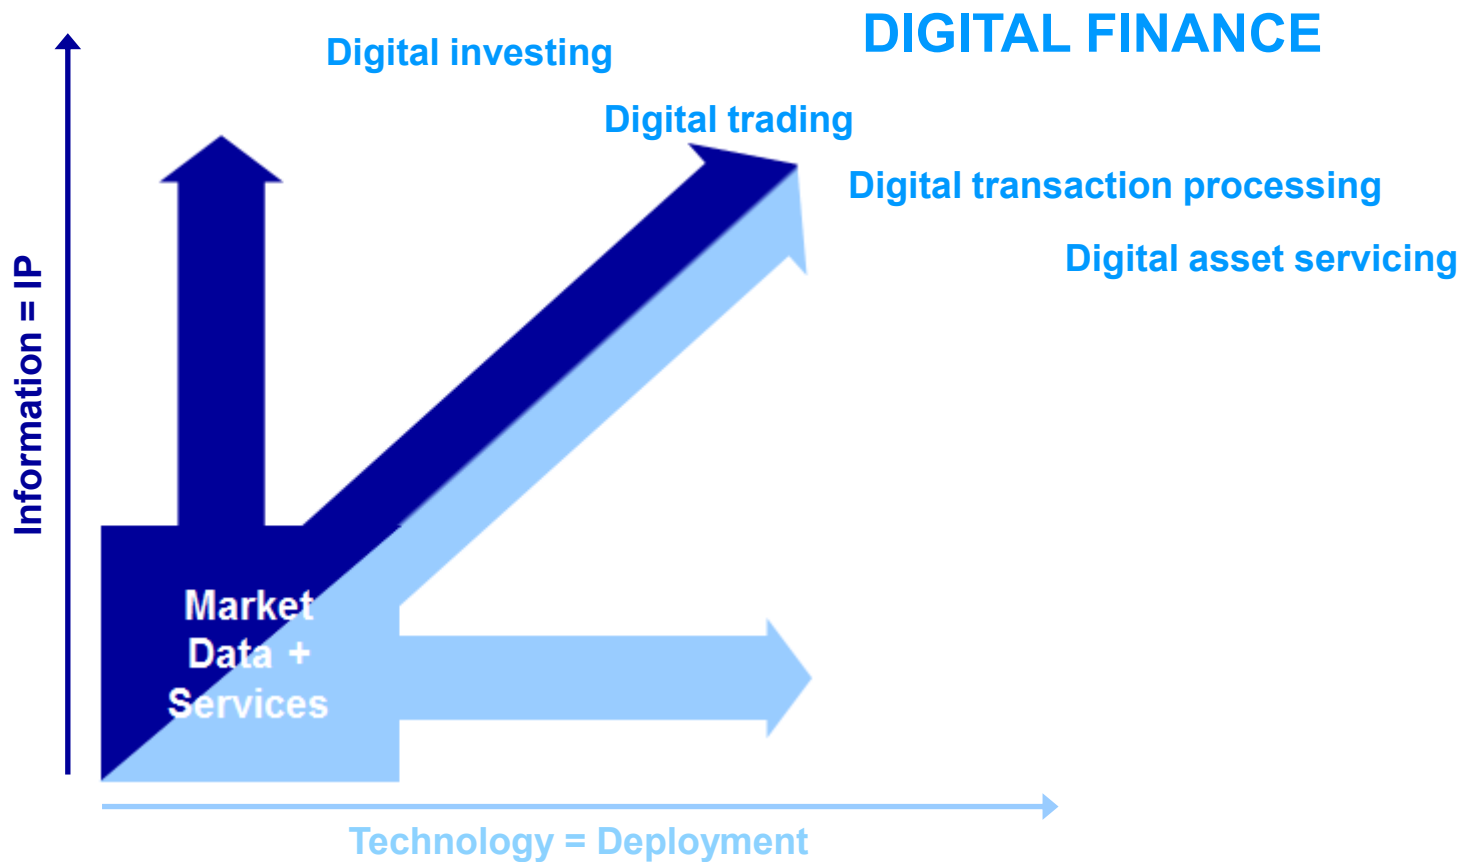 DIGITAL FINANCE
Digital investing
Digital trading
Digital transaction processing
Digital asset servicing
Information = IP
Market
Data +
Services
Technology = Deployment